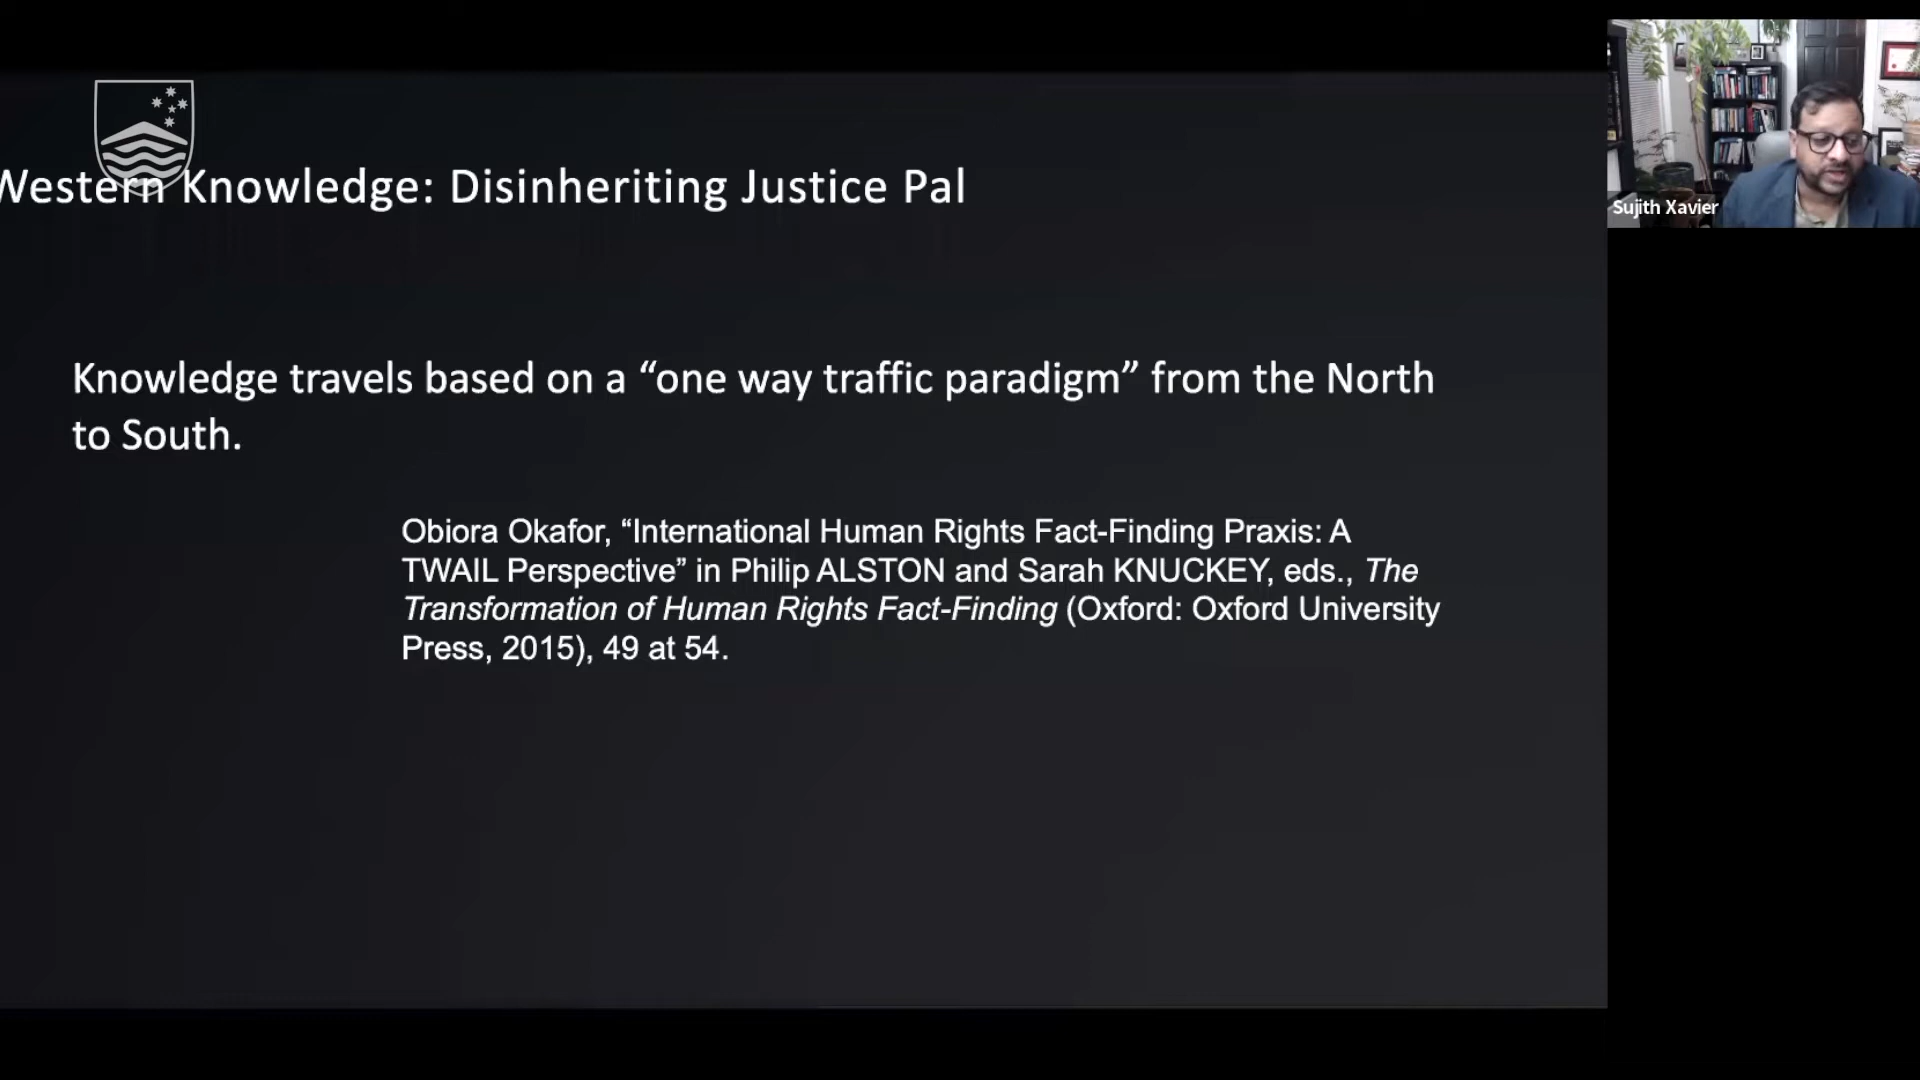 Western Knowledge: Disinheriting Justice Pal
Sujith Xavier
Knowledge travels based on a “one way traffic paradigm” from the North
to South.
Obiora Okafor, “International Human Rights Fact-Finding Praxis: A
TWAIL Perspective” in Philip ALSTON and Sarah KNUCKEY, eds., The
Transformation of Human Rights Fact-Finding (Oxford: Oxford University
Press, 2015), 49 at 54.